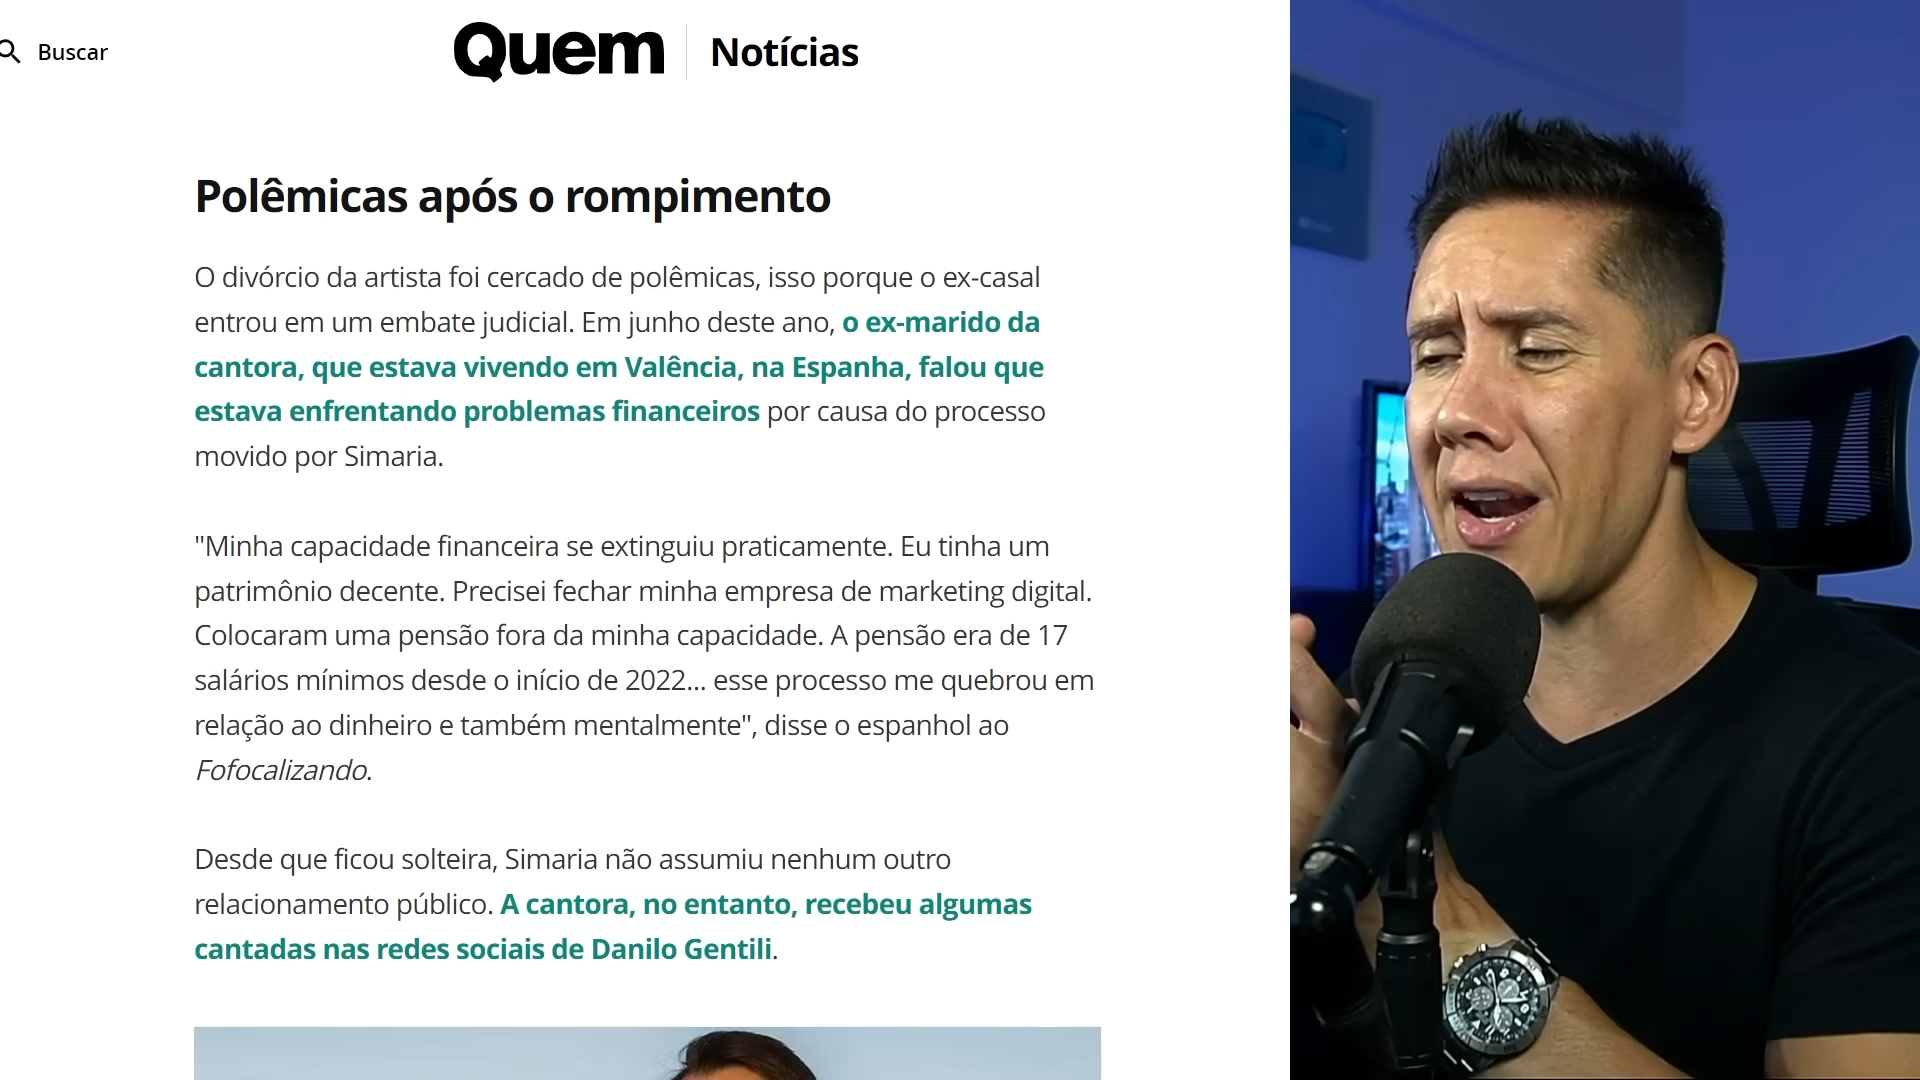 Buscar
Quem
Notícias
Polêmicas após o rompimento
O divórcio da artista foi cercado de polêmicas, isso porque o ex-casal
entrou em um embate judicial. Em junho deste ano, o ex-marido da
cantora, que estava vivendo em Valência, na Espanha, falou que
estava enfrentando problemas financeiros por causa do processo
movido por Simaria.
"Minha capacidade financeira se extinguiu praticamente. Eu tinha um
patrimônio decente. Precisei fechar minha empresa de marketing digital.
Colocaram uma pensão fora da minha capacidade. A pensão era de 17
salários mínimos desde o início de 2022... esse processo me quebrou em
relação ao dinheiro e também mentalmente", disse o espanhol ao
Fofocalizando.
Desde que ficou solteira, Simaria não assumiu nenhum outro
relacionamento público. A cantora, no entanto, recebeu algumas
cantadas nas redes sociais de Danilo Gentili.